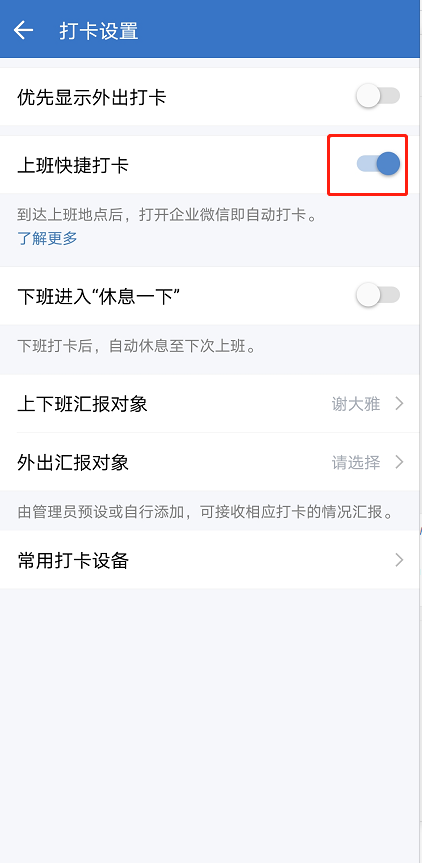 打卡设置
优先显示外出打卡
上班快捷打卡
到达上班地点后，打开企业微信即自动打卡。
了解更多
下班进入“休息一下”
下班打卡后，自动休息至下次上班。
上下班汇报对象 谢大雅
外出汇报对象 请选择
由管理员预设或自行添加，可接收相应打卡的情况汇报。
常用打卡设备